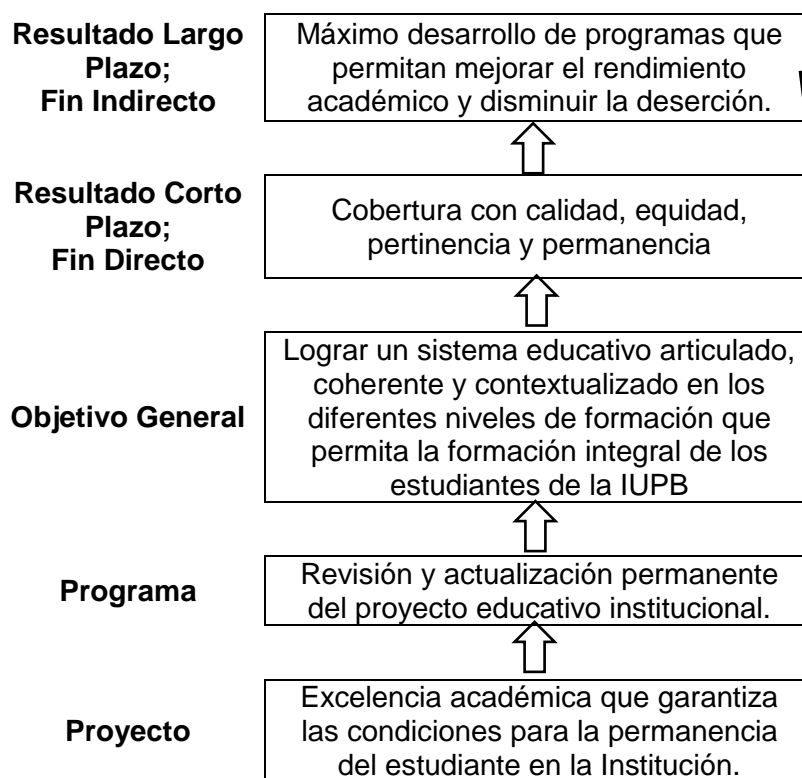 Resultado Largo
Plazo;
Fin Indirecto
Máximo desarrollo de programas que
permitan mejorar el rendimiento
académico y disminuir la deserción.
Resultado Corto
Plazo;
Fin Directo
Cobertura con calidad, equidad,
pertinencia y permanencia
Objetivo General
Lograr un sistema educativo articulado,
coherente y contextualizado en los
diferentes niveles de formación que
permita la formación integral de los
estudiantes de la IUPB
Programa
Revisión y actualización permanente
del proyecto educativo institucional.
Proyecto
Excelencia académica que garantiza
las condiciones para la permanencia
del estudiante en la Institución.